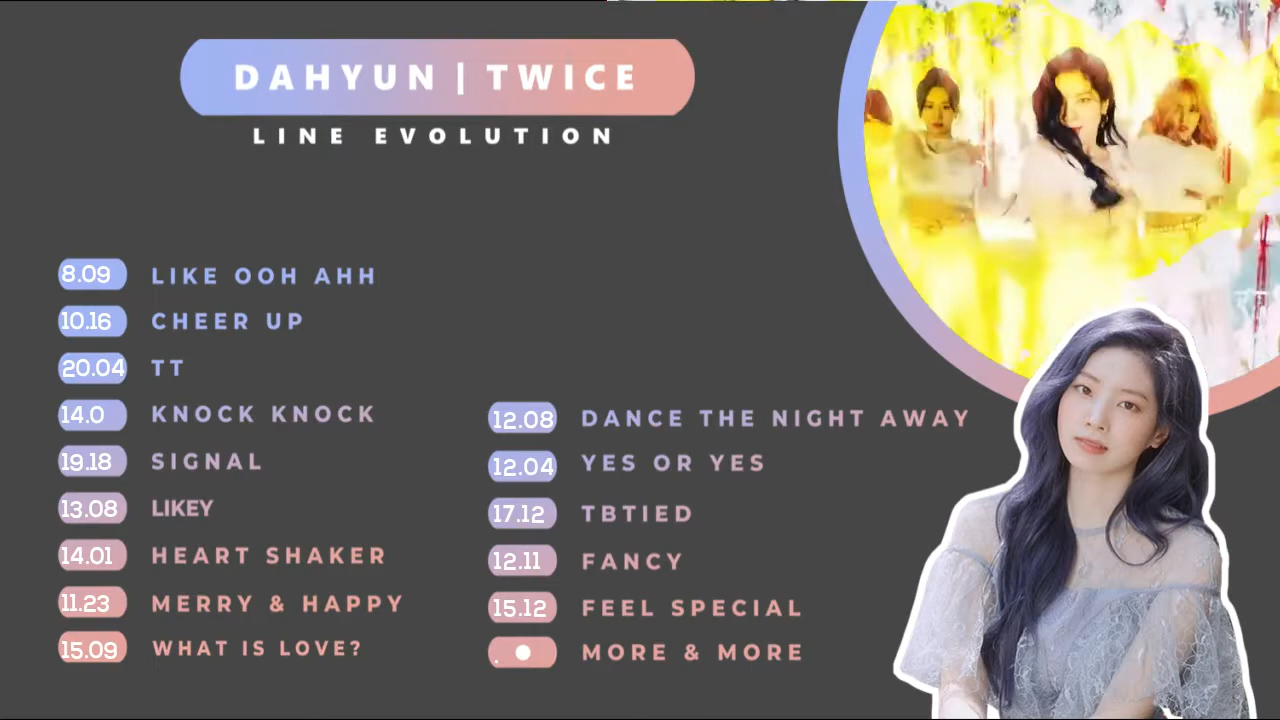 DAHYUN | TWICE
LINE EVOLUTION
8.09 LIKE OOH AHH
10.16 CHEER UP
20.04 TT
14.0 KNOCK KNOCK
19.18 SIGNAL
13.08 LIKEY
14.01 HEART SHAKER
11.23 MERRY & HAPPY
15.09 WHAT IS LOVE?
12.08 DANCE THE NIGHT AWAY
12.04 YES OR YES
17.12 TBTIED
12.11 FANCY
15.12 FEEL SPECIAL
. MORE & MORE